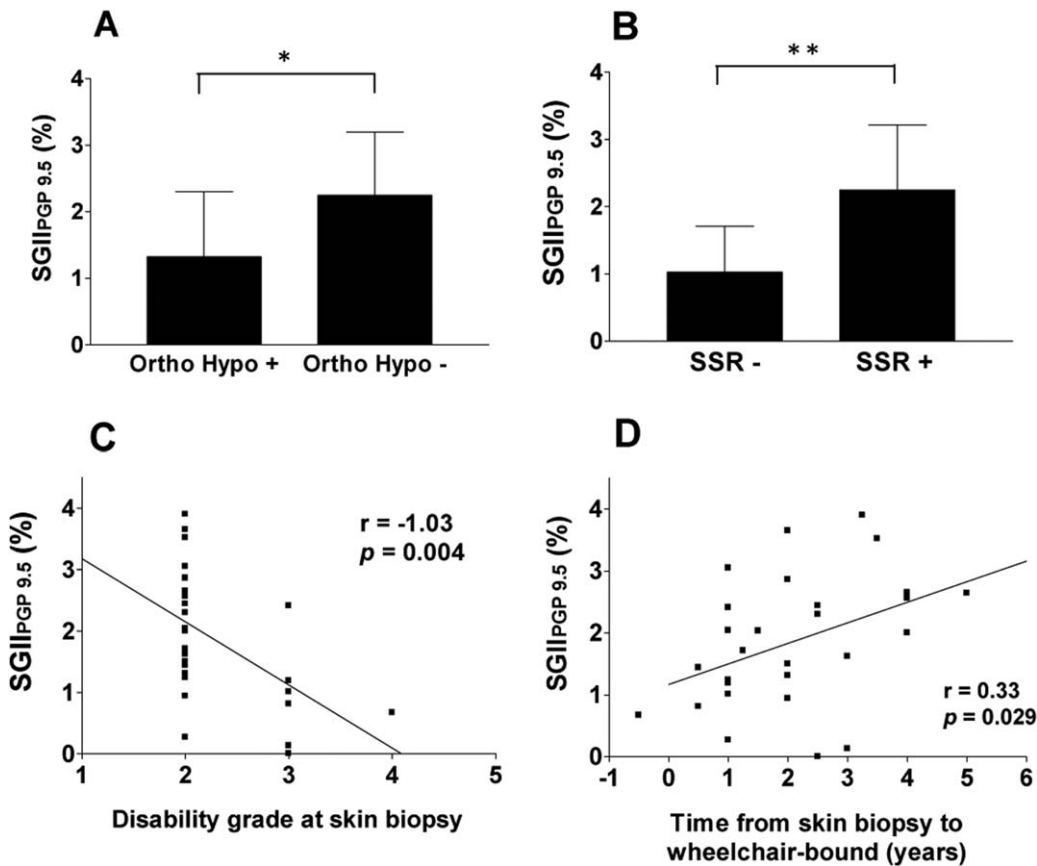 A
*
SGIIPGP 9.5 (%)
4
3
2
1
0
Ortho Hypo + Ortho Hypo -
B
**
SGIIPGP 9.5 (%)
4
3
2
1
0
SSR - SSR +
C
SGIIPGP 9.5 (%)
4
3
2
1
0
r = -1.03
p = 0.004
1 2 3 4 5
Disability grade at skin biopsy
D
SGIIPGP 9.5 (%)
4
3
2
1
0
r = 0.33
p = 0.029
-1 0 1 2 3 4 5 6
Time from skin biopsy to
wheelchair-bound (years)